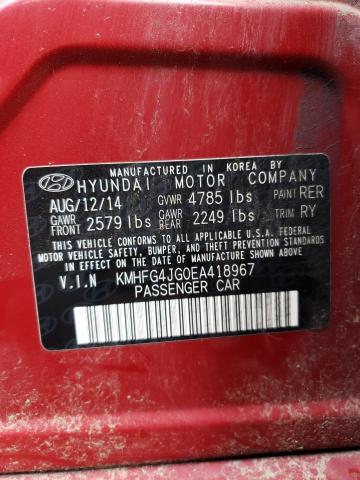 MANUFACTURED IN KOREA BY
HYUNDAI MOTOR COMPANY
AUG/12/14 GVWR 4785 lbs PAINT RER
GAWR FRONT 2579 lbs GAWR REAR 2249 lbs TRIM RY
THIS VEHICLE CONFORMS TO ALL APPLICABLE U.S.A. FEDERAL
MOTOR VEHICLE SAFETY, BUMPER, AND THEFT PREVENTION
STANDARDS IN EFFECT ON THE DATE OF MANUFACTURE SHOWN ABOVE.
V.I.N KMHFG4JG0EA418967
PASSENGER CAR